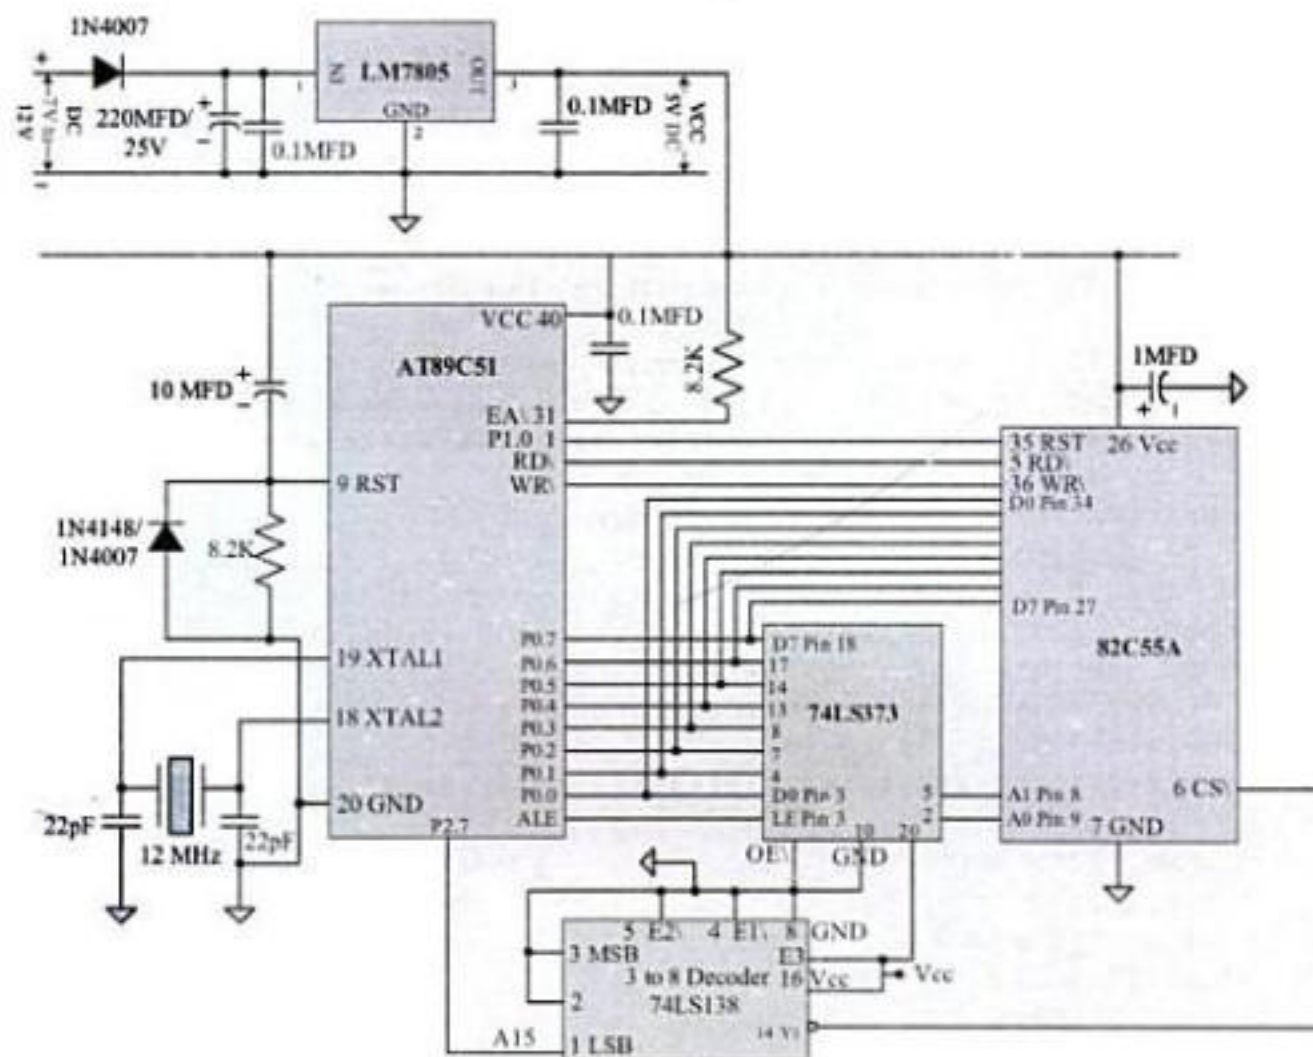 1N4007
LM7805
IN
OUT
GND
1
2
3
+
-
DC
7V to
12V
220MFD/
25V
+
-
0.1MFD
0.1MFD
VCC
5V DC
VCC 40
0.1MFD
AT89C51
10 MFD
+
-
8.2K
1MFD
+
EA\ 31
P1.0 1
RD\
WR\
35 RST
26 Vcc
5 RD\
36 WR\
D0 Pin 34
9 RST
1N4148/
1N4007
8.2K
D7 Pin 27
82C55A
P0.7
P0.6
P0.5
P0.4
P0.3
P0.2
P0.1
P0.0
ALE
D7 Pin 18
17
14
13
8
7
4
D0 Pin 3
LE Pin 3
74LS373
5
2
10
20
19 XTAL1
18 XTAL2
20 GND
P2.7
22pF
12 MHz
22pF
A1 Pin 8
A0 Pin 9
6 CS\
7 GND
OE\
GND
5 E2\
4 E1\
8 GND
3 MSB
E3
3 to 8 Decoder
16 Vcc
Vcc
2
74LS138
A15
1 LSB
14 Y1